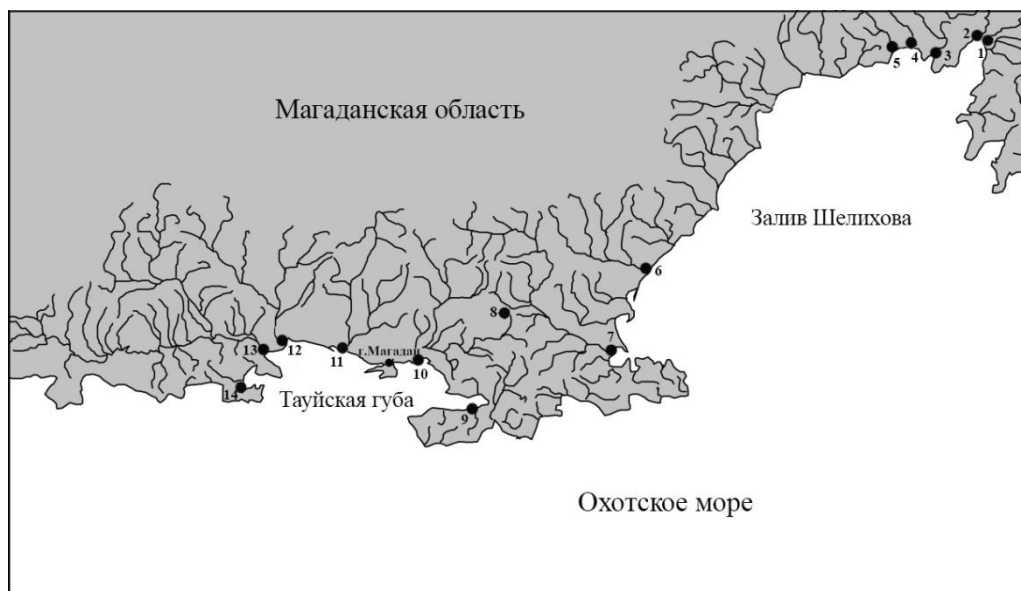 2
1
5
4
3
Магаданская область
Залив Шелихова
6
8
7
13
12
11
г.Магадан
10
14
Тауйская губа
9
Охотское море